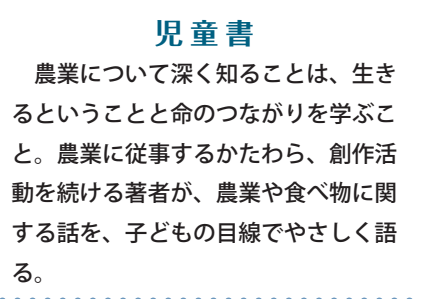 児童書
農業について深く知ることは、生き
るということと命のつながりを学ぶこ
と。農業に従事するかたわら、創作活
動を続ける著者が、農業や食べ物に関
する話を、子どもの目線でやさしく語
る。